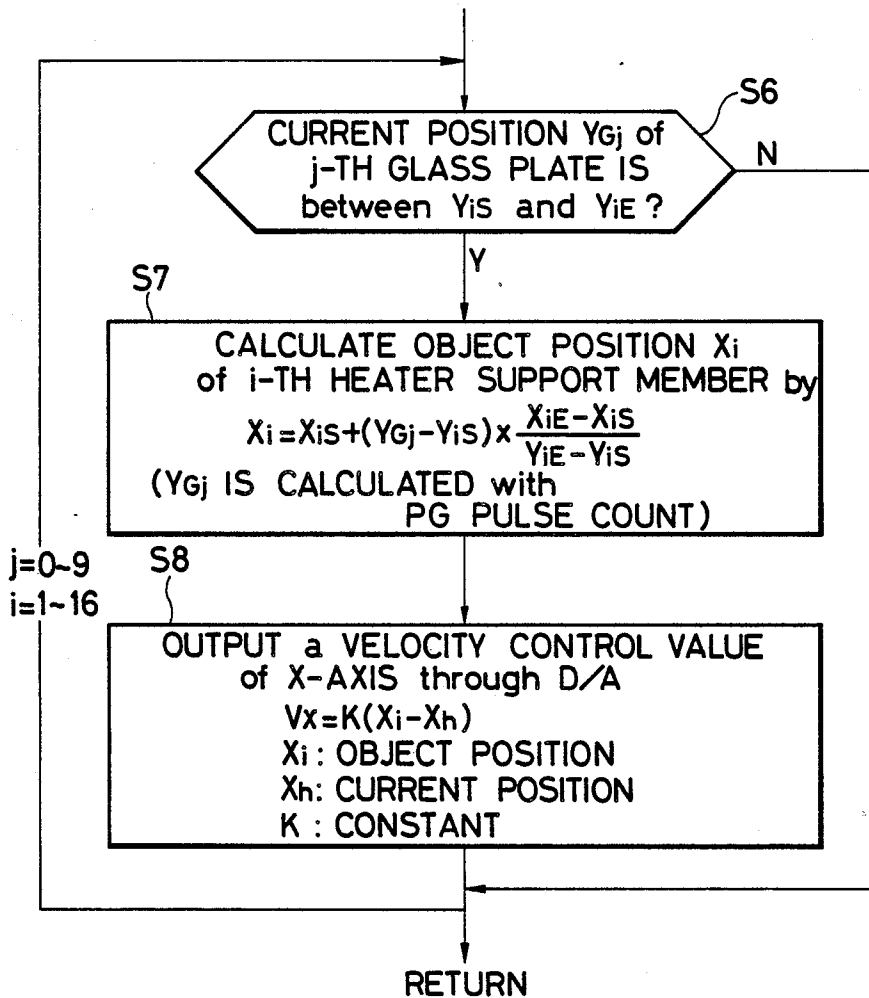 S6
CURRENT POSITION YGj of
j-TH GLASS PLATE IS
between YiS and YiE ?
N
Y
S7
CALCULATE OBJECT POSITION Xi
of i-TH HEATER SUPPORT MEMBER by
Xi = XiS+(YGj-YiS)x (XiE-XiS)/(YiE-YiS)
(YGj IS CALCULATED with
PG PULSE COUNT)
j=0~9
i=1~16
S8
OUTPUT a VELOCITY CONTROL VALUE
of X-AXIS through D/A
Vx=K(Xi-Xh)
Xi : OBJECT POSITION
Xh: CURRENT POSITION
K : CONSTANT
RETURN